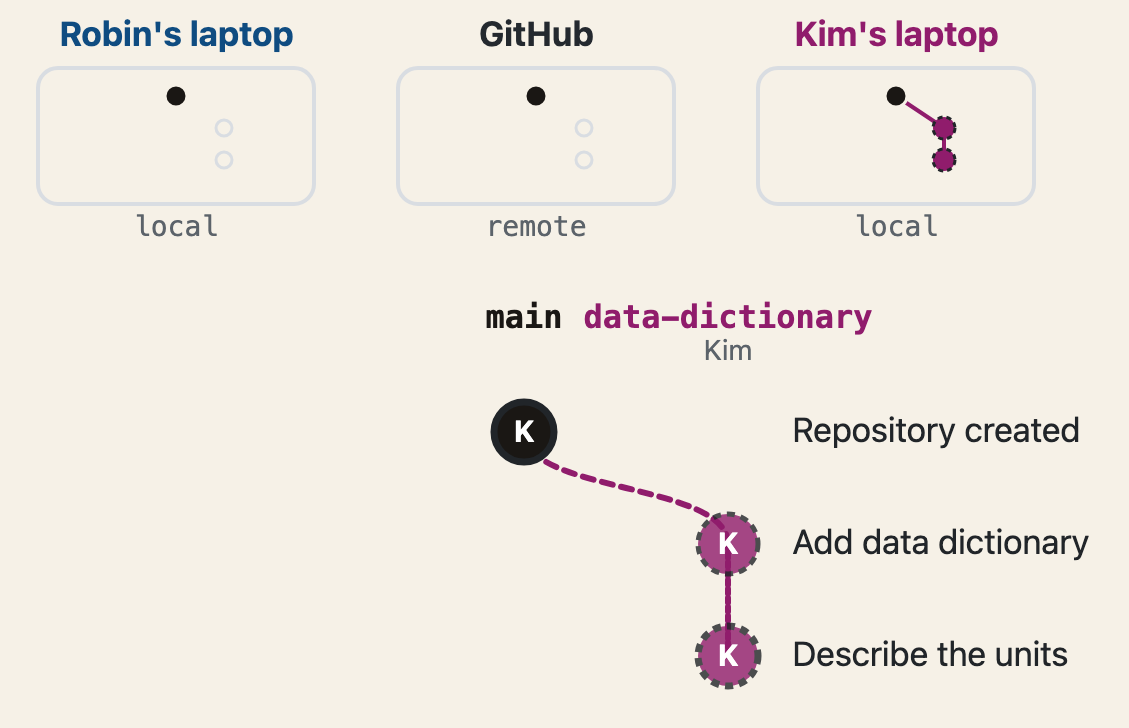 Robin's laptop
GitHub
Kim's laptop
local
remote
local
main data-dictionary
Kim
K
Repository created
K
Add data dictionary
K
Describe the units